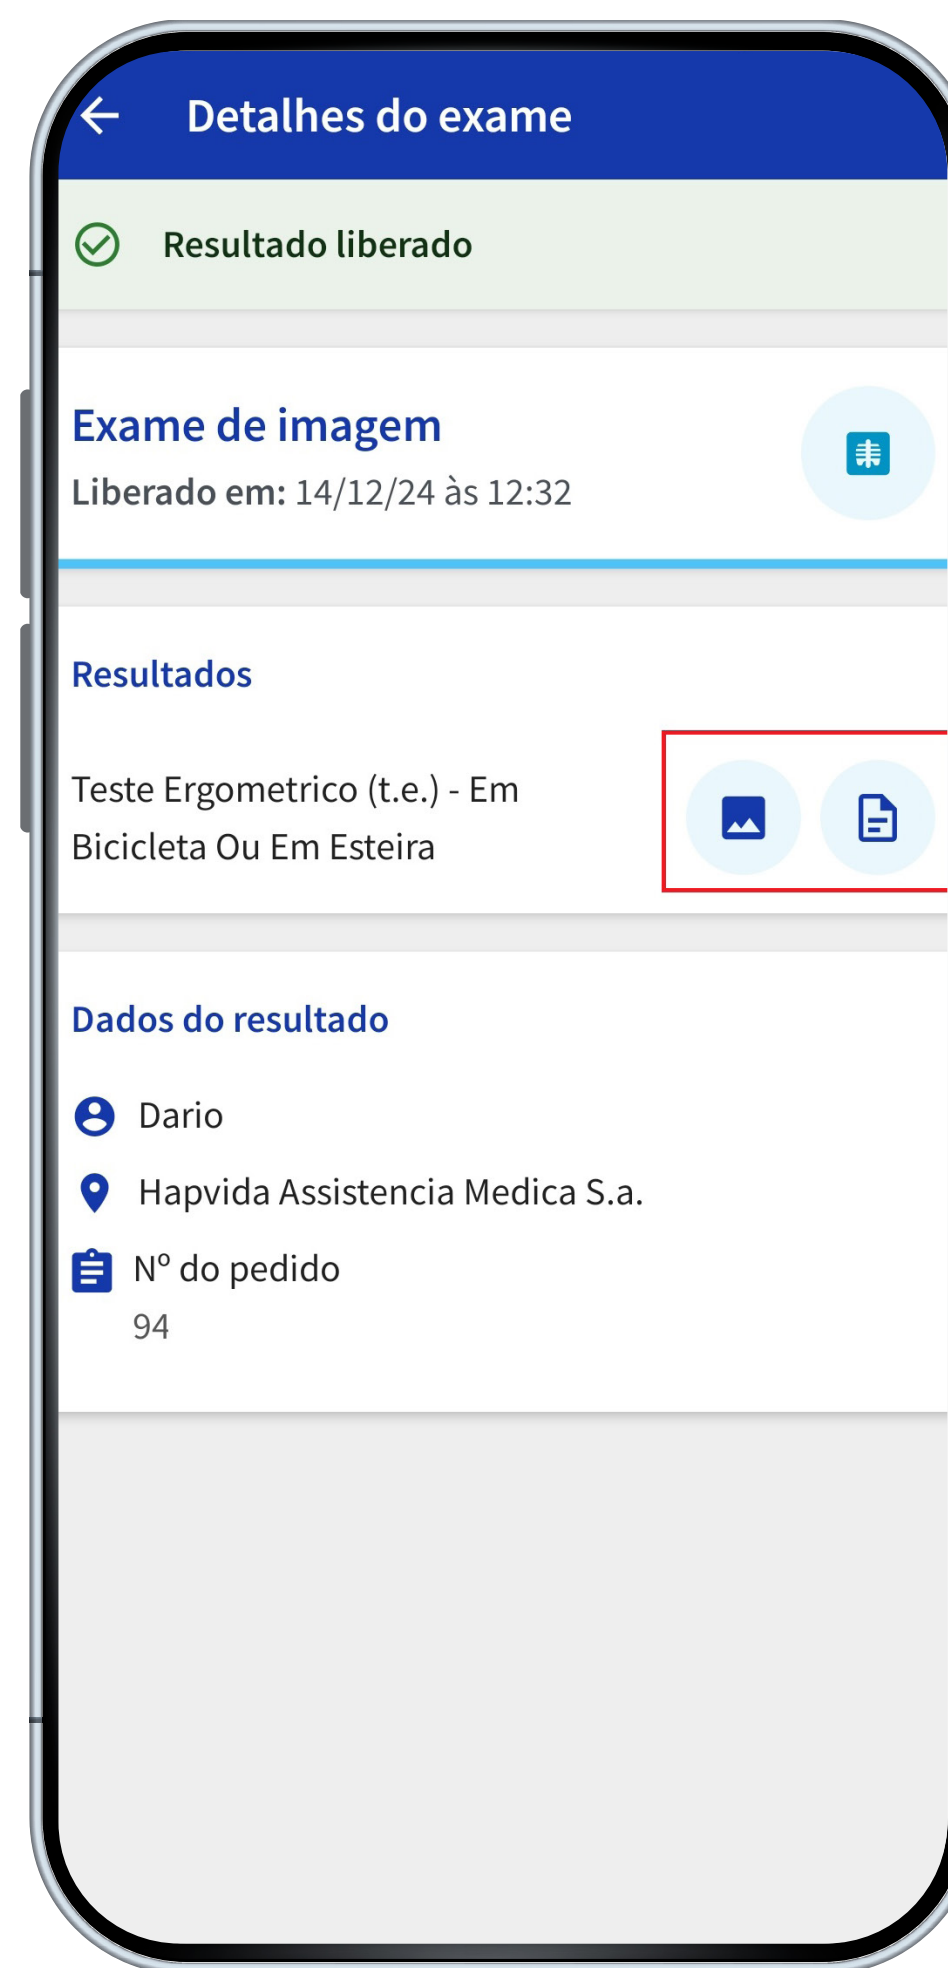 Detalhes do exame
Resultado liberado
Exame de imagem
Liberado em: 14/12/24 às 12:32
Resultados
Teste Ergometrico (t.e.) - Em
Bicicleta Ou Em Esteira
Dados do resultado
Dario
Hapvida Assistencia Medica S.a.
Nº do pedido
94